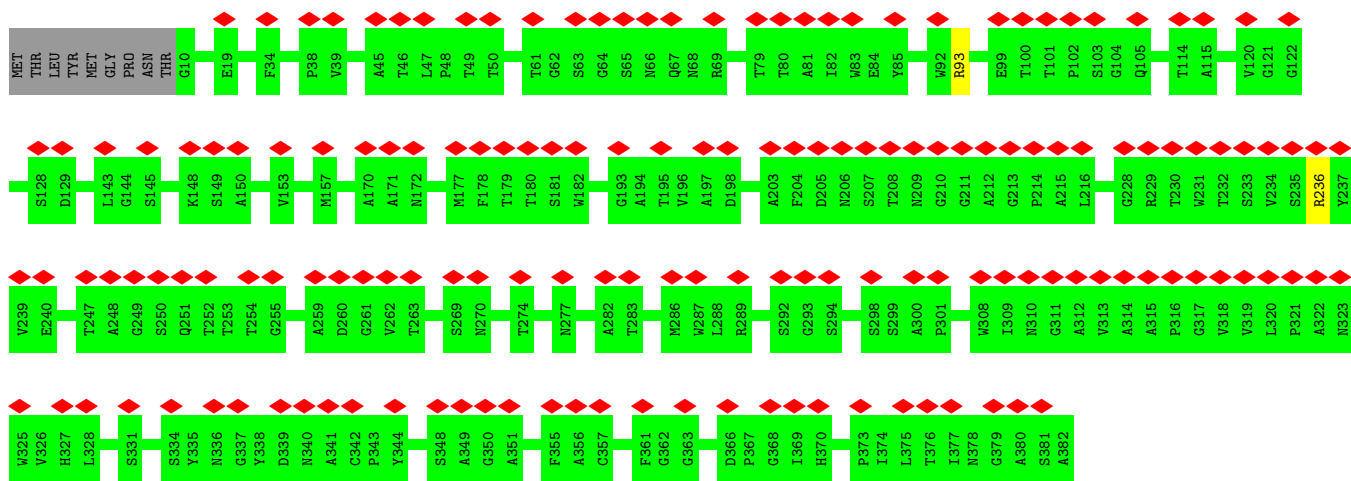 MET THR LEU TYR MET GLY PRO ASN THR G10 E19 F34 P38 V39 A45 T46 L47 P48 T49 T50 T61 G62 S63 G64 S65 N66 Q67 N68 R69 T79 T80 A81 I82 W83 E84 Y85 W92 R93 E99 T100 T101 P102 S103 G104 Q105 T114 A115 V120 G121 G122
S128 D129 L143 G144 S145 K148 S149 A150 V153 M157 A170 A171 N172 M177 F178 T179 T180 S181 W182 G193 A194 T195 V196 A197 D198 A203 F204 D205 N206 S207 T208 N209 G210 G211 A212 G213 P214 A215 L216 G228 R229 T230 W231 T232 S233 V234 S235 R236 Y237
V239 E240 T247 A248 G249 S250 Q251 T252 T253 T254 G255 A259 D260 G261 V262 T263 S269 N270 T274 N277 A282 T283 M286 W287 L288 R289 S292 G293 S294 S298 S299 A300 P301 W308 I309 N310 G311 A312 V313 A314 A315 P316 G317 V318 V319 L320 P321 A322 N323
W325 V326 H327 L328 S331 S334 Y335 N336 G337 Y338 D339 N340 A341 C342 P343 Y344 S348 A349 G350 A351 F355 A356 C357 F361 G362 G363 D366 P367 G368 I369 H370 P373 I374 L375 T376 I377 N378 G379 A380 S381 A382